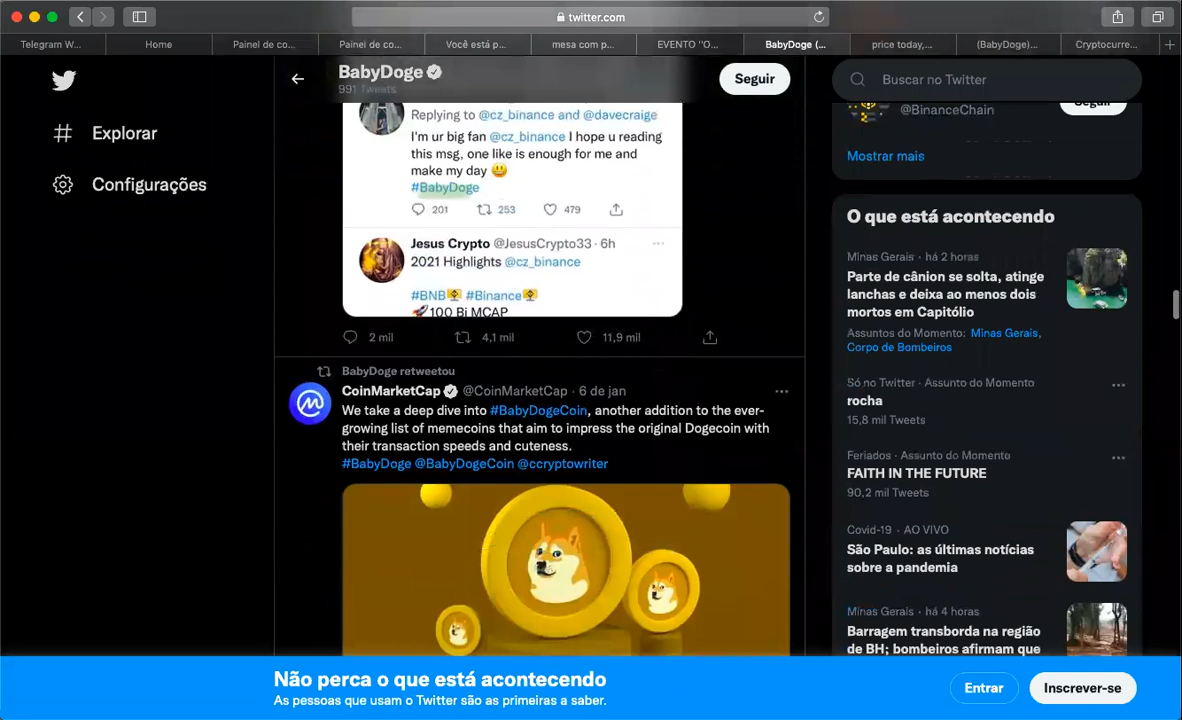 twitter.com
Telegram W...
Home
Painel de co...
Painel de co...
Você está p...
mesa com p...
EVENTO "O...
BabyDoge (...
price today,...
(BabyDoge)...
Cryptocurre...
Explorar
Configurações
BabyDoge
991 Tweets
Seguir
Replying to @cz_binance and @davecraige
I'm ur big fan @cz_binance I hope u reading
this msg, one like is enough for me and
make my day 😃
#BabyDoge
201
253
479
Jesus Crypto @JesusCrypto33 · 6h
2021 Highlights @cz_binance
#BNB #Binance
🚀100 Bi MCAP
2 mil
4,1 mil
11,9 mil
BabyDoge retweetou
CoinMarketCap @CoinMarketCap · 6 de jan
We take a deep dive into #BabyDogeCoin, another addition to the ever-
growing list of memecoins that aim to impress the original Dogecoin with
their transaction speeds and cuteness.
#BabyDoge @BabyDogeCoin @ccryptowriter
Buscar no Twitter
@BinanceChain
Seguir
Mostrar mais
O que está acontecendo
Minas Gerais · há 2 horas
Parte de cânion se solta, atinge
lanchas e deixa ao menos dois
mortos em Capitólio
Assuntos do Momento: Minas Gerais,
Corpo de Bombeiros
Só no Twitter · Assunto do Momento
rocha
15,8 mil Tweets
Feriados · Assunto do Momento
FAITH IN THE FUTURE
90,2 mil Tweets
Covid-19 · AO VIVO
São Paulo: as últimas notícias
sobre a pandemia
Minas Gerais · há 4 horas
Barragem transborda na região
de BH; bombeiros afirmam que
Não perca o que está acontecendo
As pessoas que usam o Twitter são as primeiras a saber.
Entrar
Inscrever-se